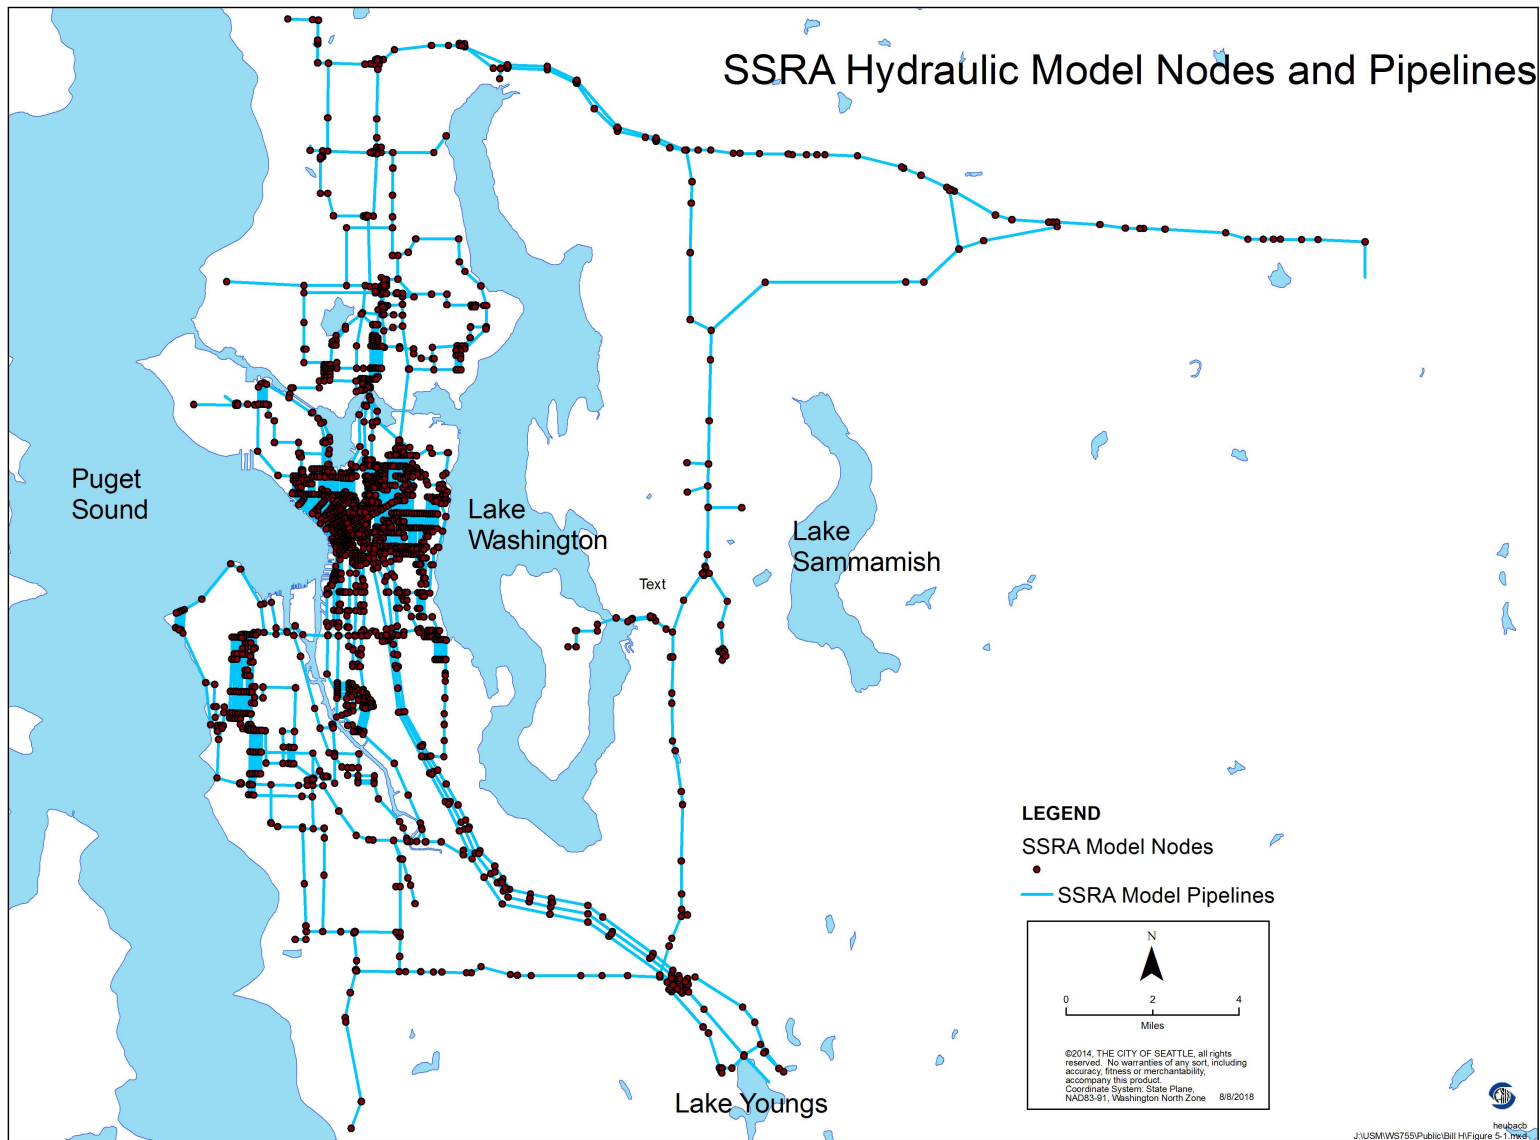 SSRA Hydraulic Model Nodes and Pipelines
Puget
Sound
Lake
Washington
Lake
Sammamish
Text
LEGEND
SSRA Model Nodes
SSRA Model Pipelines
N
0 2 4
Miles
©2014, THE CITY OF SEATTLE, all rights
reserved. No warranties of any sort, including
accuracy, fitness or merchantability,
accompany this product.
Coordinate System: State Plane,
NAD83-91, Washington North Zone 8/8/2018
Lake Youngs
heubacb
J:\USM\WS755\Public\Bill H\Figure 5-1.mxd